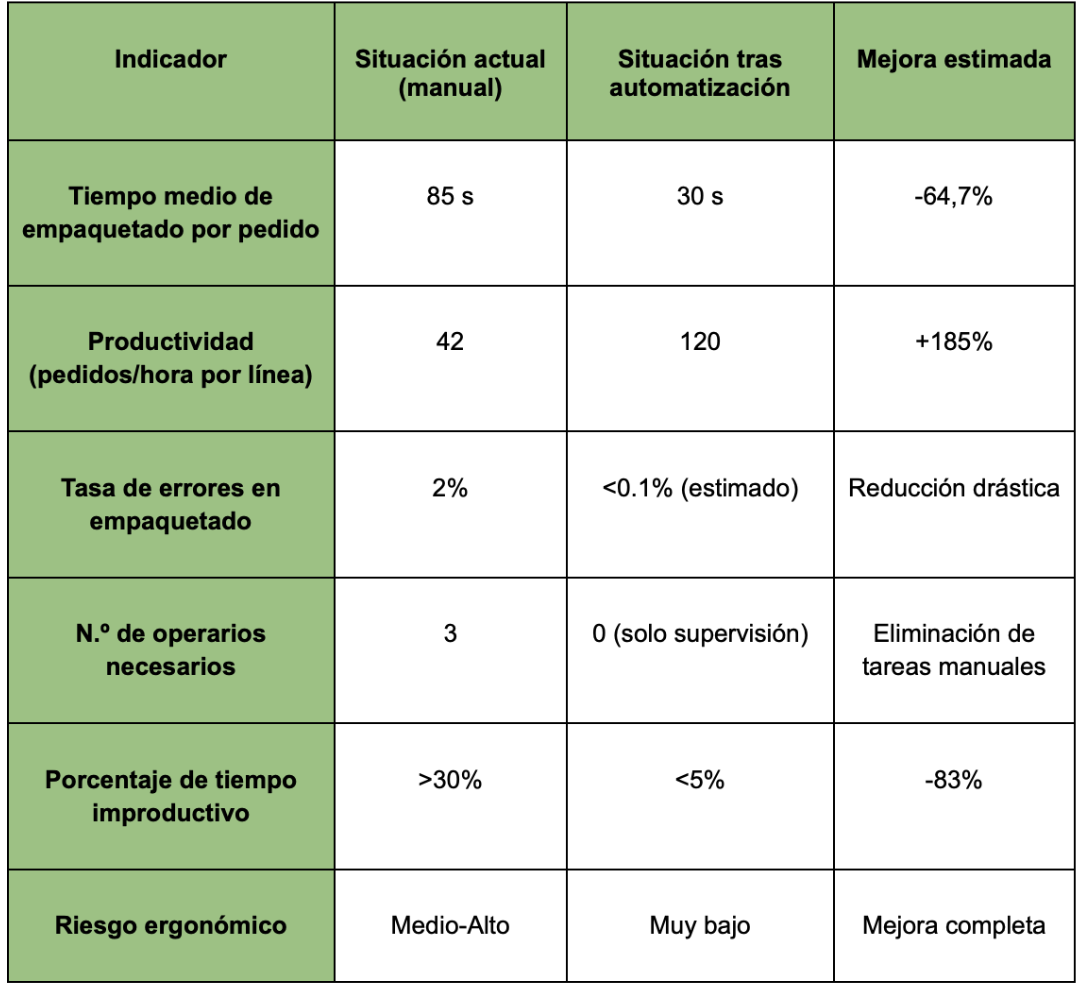 Indicador
Situación actual
(manual)
Situación tras
automatización
Mejora estimada
Tiempo medio de
empaquetado por pedido
85 s
30 s
-64,7%
Productividad
(pedidos/hora por línea)
42
120
+185%
Tasa de errores en
empaquetado
2%
<0.1% (estimado)
Reducción drástica
N.º de operarios
necesarios
3
0 (solo supervisión)
Eliminación de
tareas manuales
Porcentaje de tiempo
improductivo
>30%
<5%
-83%
Riesgo ergonómico
Medio-Alto
Muy bajo
Mejora completa